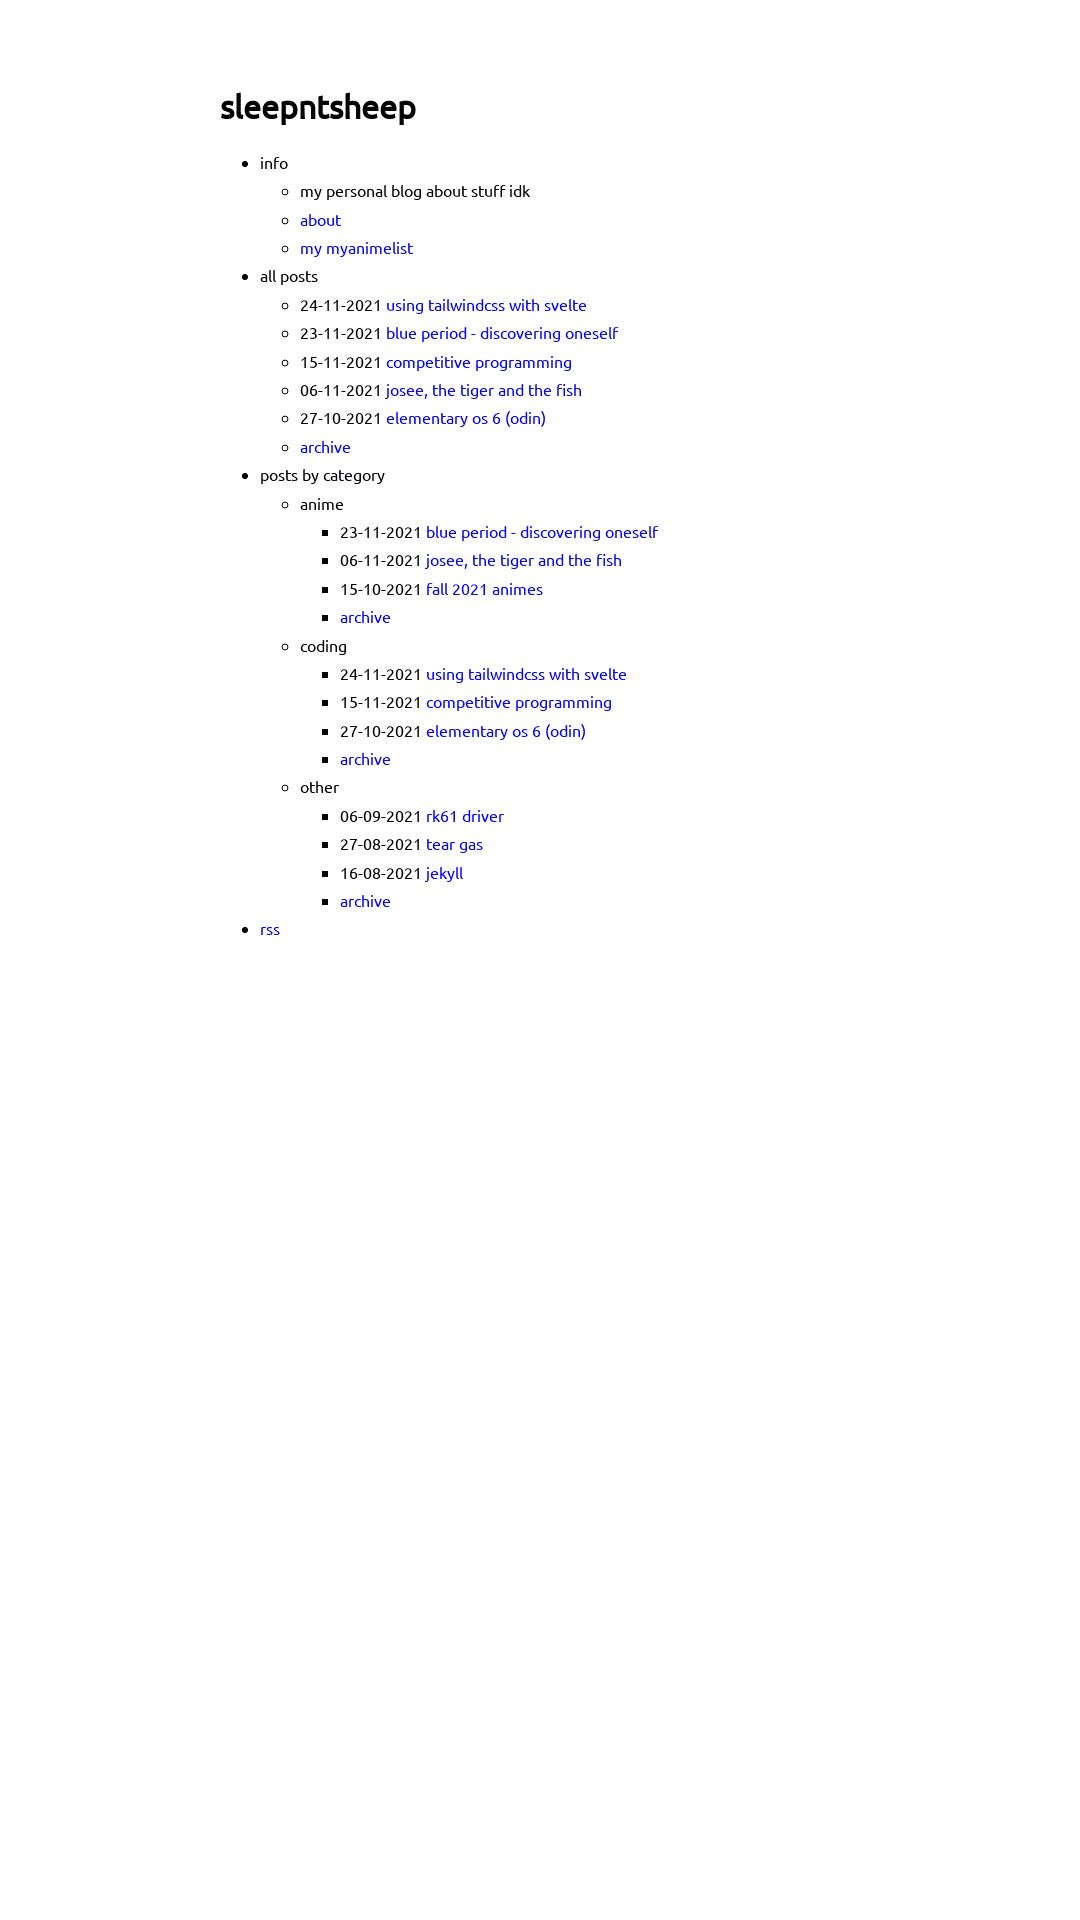 sleepntsheep
info
my personal blog about stuff idk
about
my myanimelist
all posts
24-11-2021 using tailwindcss with svelte
23-11-2021 blue period - discovering oneself
15-11-2021 competitive programming
06-11-2021 josee, the tiger and the fish
27-10-2021 elementary os 6 (odin)
archive
posts by category
anime
23-11-2021 blue period - discovering oneself
06-11-2021 josee, the tiger and the fish
15-10-2021 fall 2021 animes
archive
coding
24-11-2021 using tailwindcss with svelte
15-11-2021 competitive programming
27-10-2021 elementary os 6 (odin)
archive
other
06-09-2021 rk61 driver
27-08-2021 tear gas
16-08-2021 jekyll
archive
rss